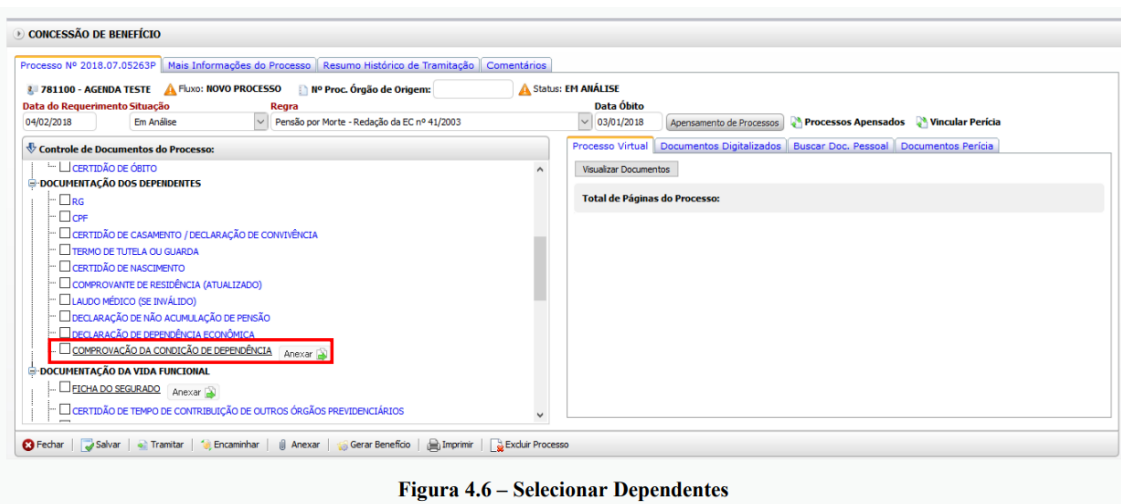 CONCESSÃO DE BENEFÍCIO
Processo Nº 2018.07.05263P Mais Informações do Processo Resumo Histórico de Tramitação Comentários
781100 - AGENDA TESTE Fluxo: NOVO PROCESSO Nº Proc. Órgão de Origem: Status: EM ANÁLISE
Data do Requerimento Situação Regra Data Óbito
04/02/2018 Em Análise Pensão por Morte - Redação da EC nº 41/2003 03/01/2018 Apensamento de Processos Processos Apensados Vincular Perícia
Controle de Documentos do Processo:
CERTIDÃO DE ÓBITO
DOCUMENTAÇÃO DOS DEPENDENTES
RG
CPF
CERTIDÃO DE CASAMENTO / DECLARAÇÃO DE CONVIVÊNCIA
TERMO DE TUTELA OU GUARDA
CERTIDÃO DE NASCIMENTO
COMPROVANTE DE RESIDÊNCIA (ATUALIZADO)
LAUDO MÉDICO (SE INVÁLIDO)
DECLARAÇÃO DE NÃO ACUMULAÇÃO DE PENSÃO
DECLARAÇÃO DE DEPENDÊNCIA ECONÔMICA
COMPROVAÇÃO DA CONDIÇÃO DE DEPENDÊNCIA Anexar
DOCUMENTAÇÃO DA VIDA FUNCIONAL
FICHA DO SEGURADO Anexar
CERTIDÃO DE TEMPO DE CONTRIBUIÇÃO DE OUTROS ÓRGÃOS PREVIDENCIÁRIOS
Processo Virtual Documentos Digitalizados Buscar Doc. Pessoal Documentos Perícia
Visualizar Documentos
Total de Páginas do Processo:
Fechar Salvar Tramitar Encaminhar Anexar Gerar Benefício Imprimir Excluir Processo
Figura 4.6 – Selecionar Dependentes